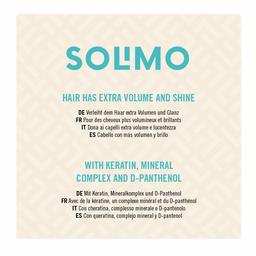 SOLIMO
HAIR HAS EXTRA VOLUME AND SHINE
DE Verleiht dem Haar extra Volumen und Glanz
FR Pour des cheveux plus volumineux et brillants
IT Dona ai capelli extra volume e lucentezza
ES Cabello con más volumen y brillo
WITH KERATIN, MINERAL
COMPLEX AND D-PANTHENOL
DE Mit Keratin, Mineralkomplex und D-Panthenol
FR Avec de la kératine, un complexe minéral et du D-panthénol
IT Con cheratina, complesso minerale e D-pantenolo
ES Con queratina, complejo mineral y D-pantenol